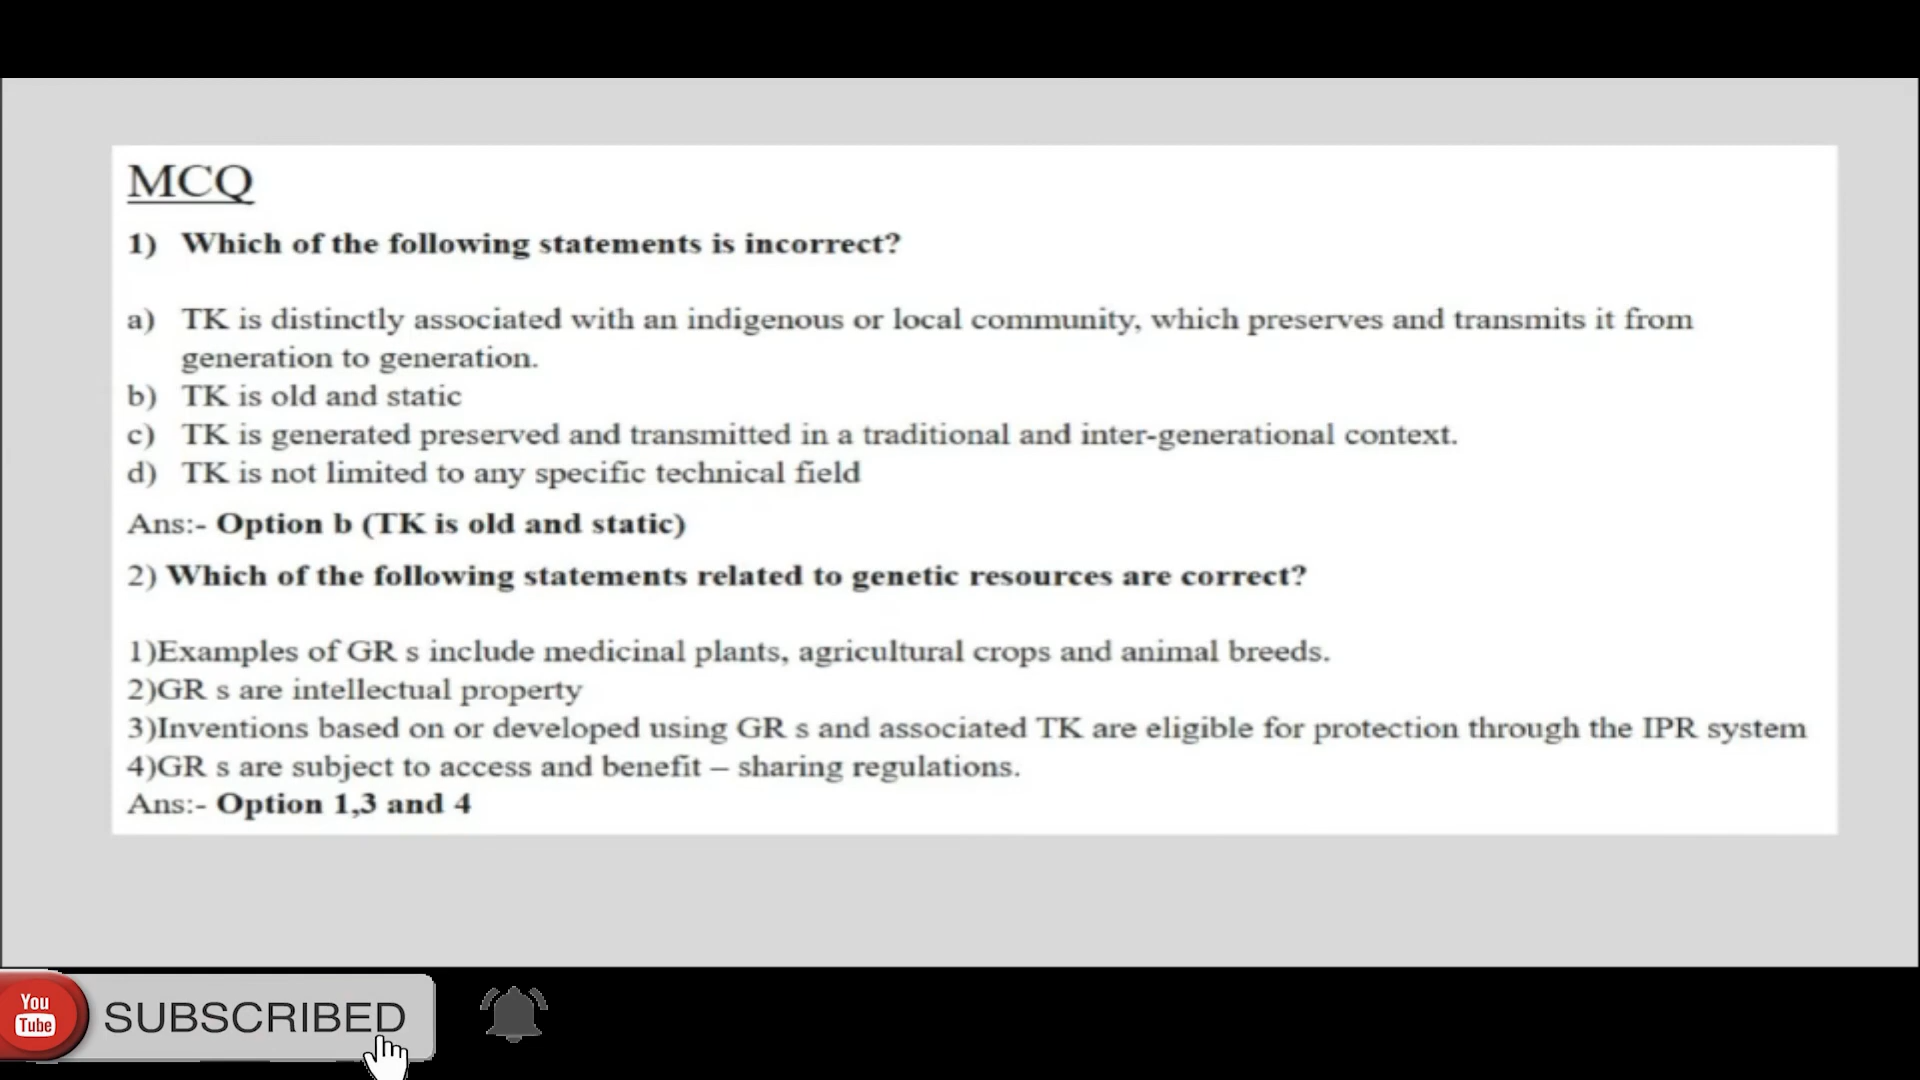 MCQ
1) Which of the following statements is incorrect?
a) TK is distinctly associated with an indigenous or local community, which preserves and transmits it from
generation to generation.
b) TK is old and static
c) TK is generated preserved and transmitted in a traditional and inter-generational context.
d) TK is not limited to any specific technical field
Ans:- Option b (TK is old and static)
2) Which of the following statements related to genetic resources are correct?
1)Examples of GR s include medicinal plants, agricultural crops and animal breeds.
2)GR s are intellectual property
3)Inventions based on or developed using GR s and associated TK are eligible for protection through the IPR system
4)GR s are subject to access and benefit – sharing regulations.
Ans:- Option 1,3 and 4
You
Tube
SUBSCRIBED